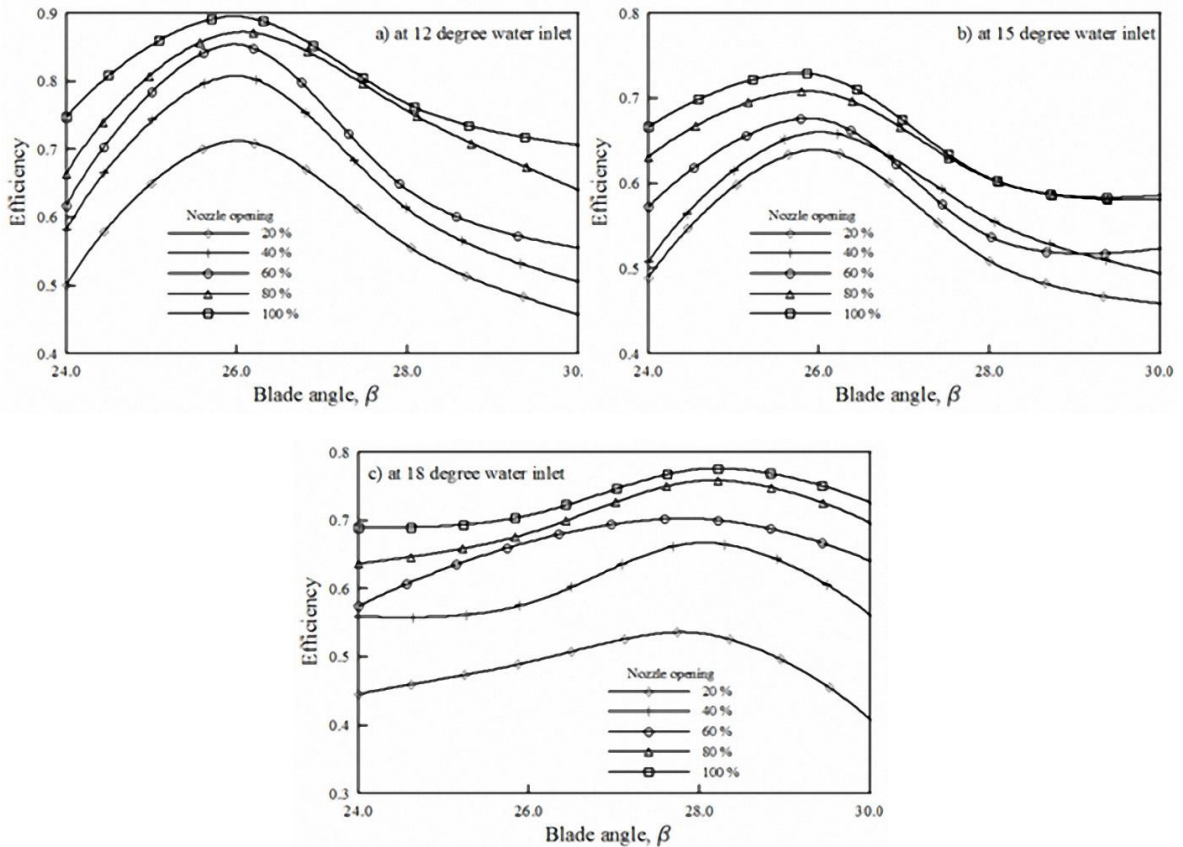 a) at 12 degree water inlet
0.9
0.8
0.7
0.6
0.5
0.4
Efficiency
Nozzle opening
20 %
40 %
60 %
80 %
100 %
24.0 26.0 28.0 30.
Blade angle, β
b) at 15 degree water inlet
0.8
0.7
0.6
0.5
0.4
Efficiency
Nozzle opening
20 %
40 %
60 %
80 %
100 %
24.0 26.0 28.0 30.0
Blade angle, β
c) at 18 degree water inlet
0.8
0.7
0.6
0.5
0.4
0.3
Efficiency
Nozzle opening
20 %
40 %
60 %
80 %
100 %
24.0 26.0 28.0 30.0
Blade angle, β